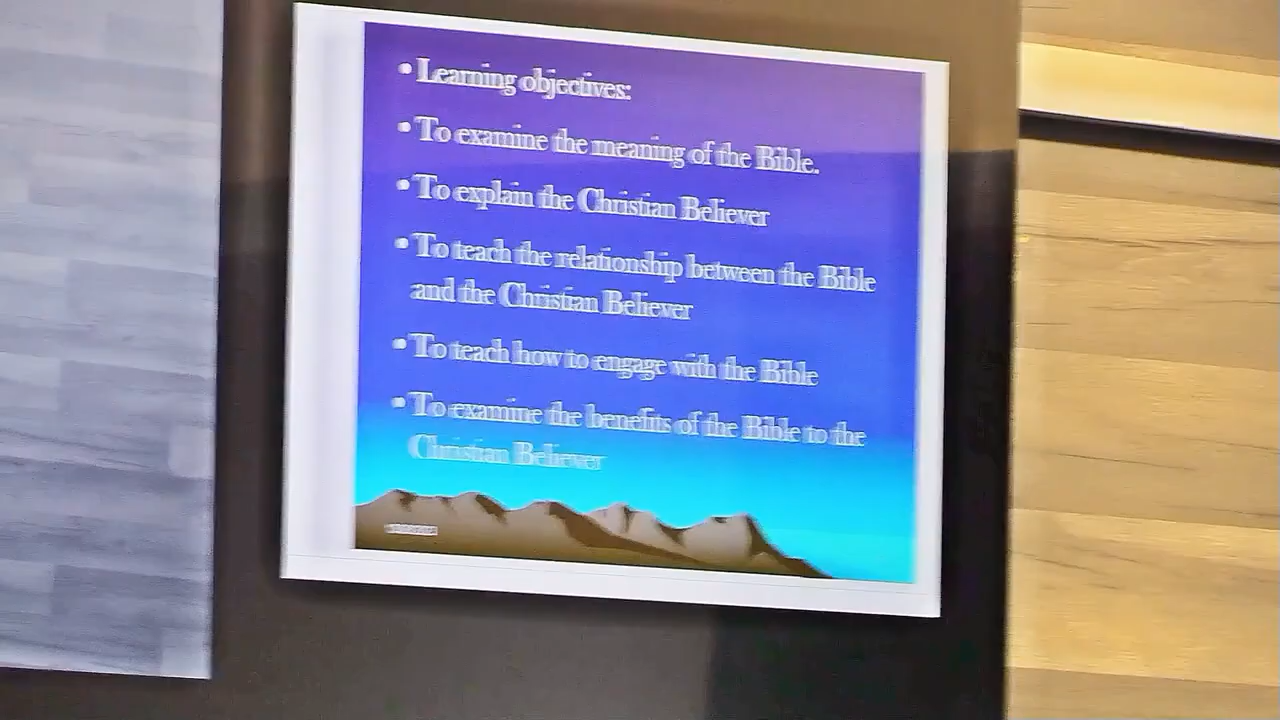 • Learning objectives:
• To examine the meaning of the Bible.
• To explain the Christian Believer
• To teach the relationship between the Bible
and the Christian Believer
• To teach how to engage with the Bible
• To examine the benefits of the Bible to the
Christian Believer